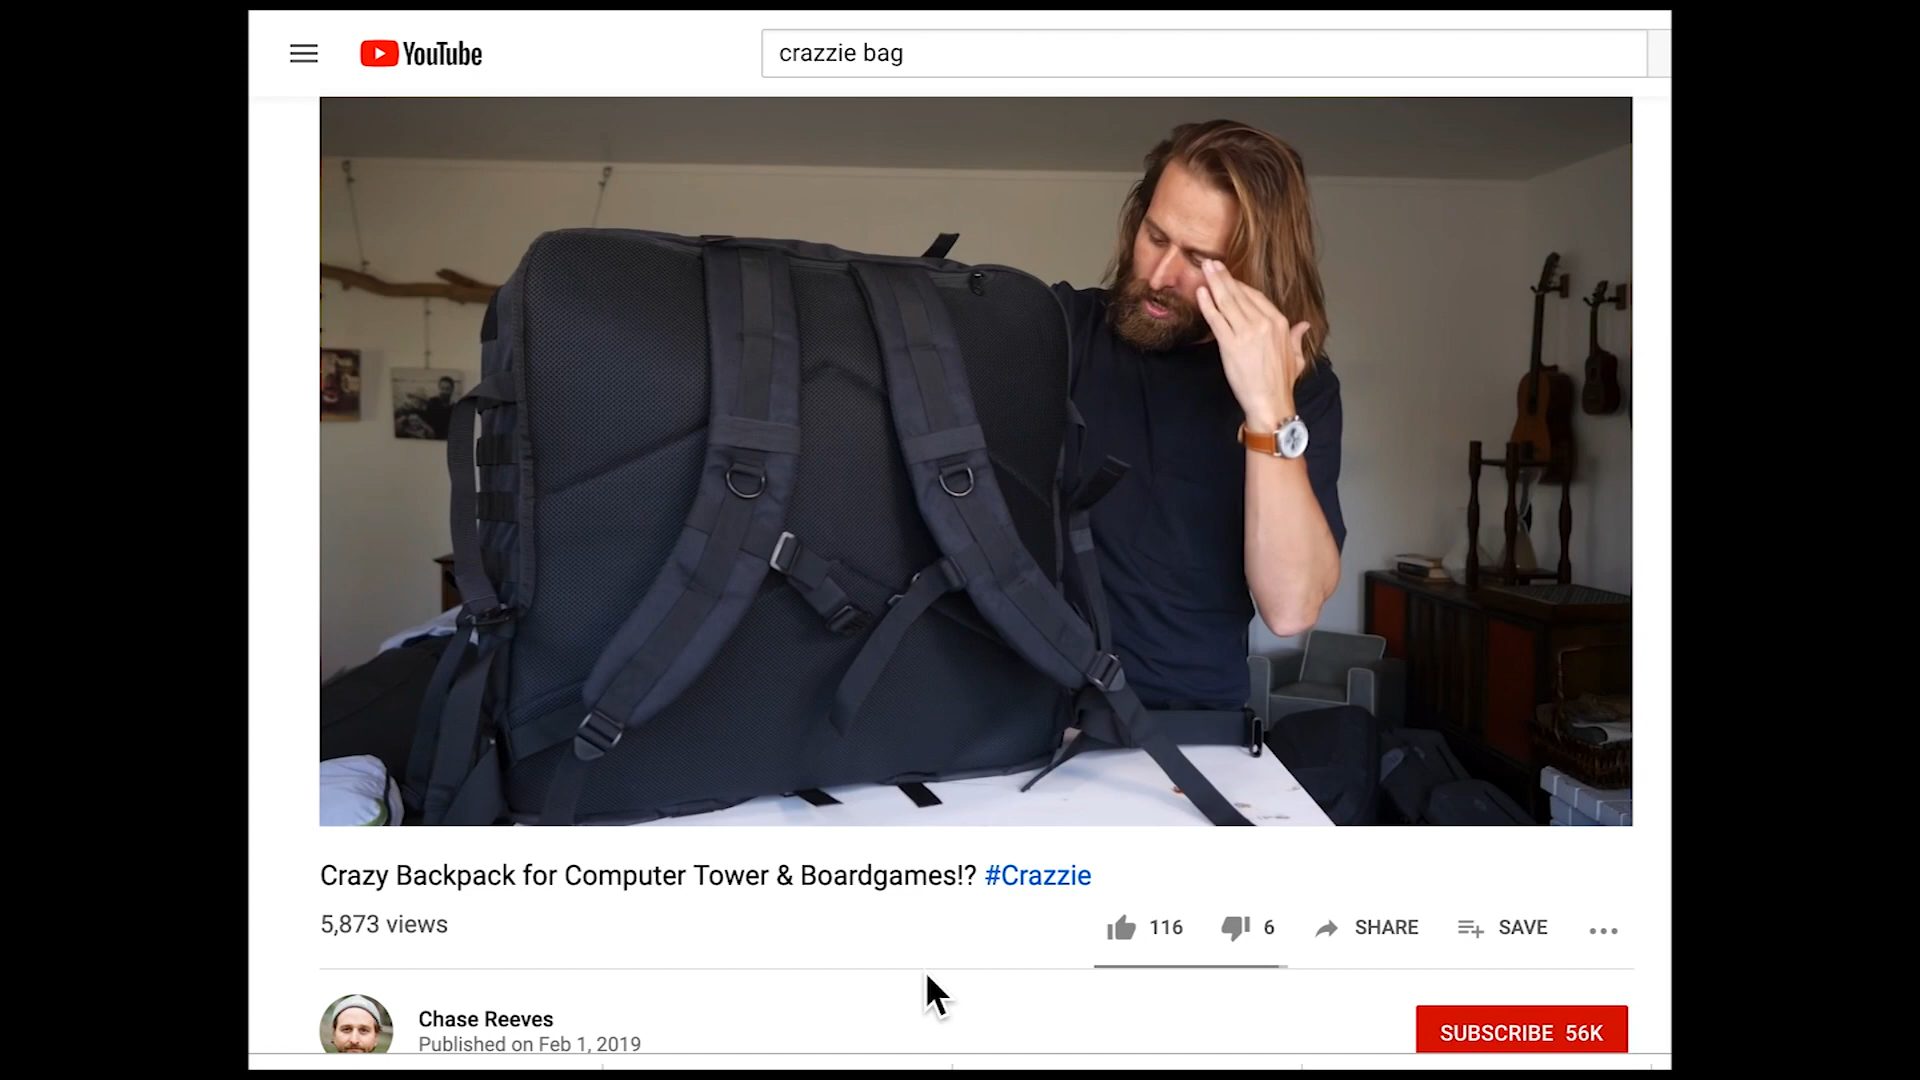 YouTube
crazzie bag
Crazy Backpack for Computer Tower & Boardgames!? #Crazzie
5,873 views
116
6
SHARE
SAVE
Chase Reeves
Published on Feb 1, 2019
SUBSCRIBE 56K